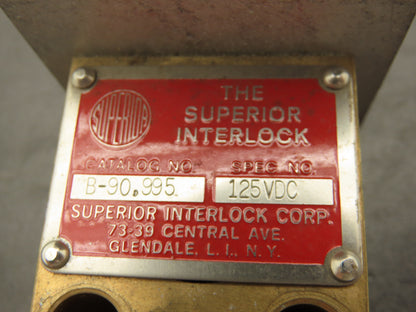 SUPERIOR
THE
SUPERIOR
INTERLOCK
CATALOG NO. SPEC. NO.
B-90,995 125VDC
SUPERIOR INTERLOCK CORP.
73-39 CENTRAL AVE.
GLENDALE, L. I., N. Y.